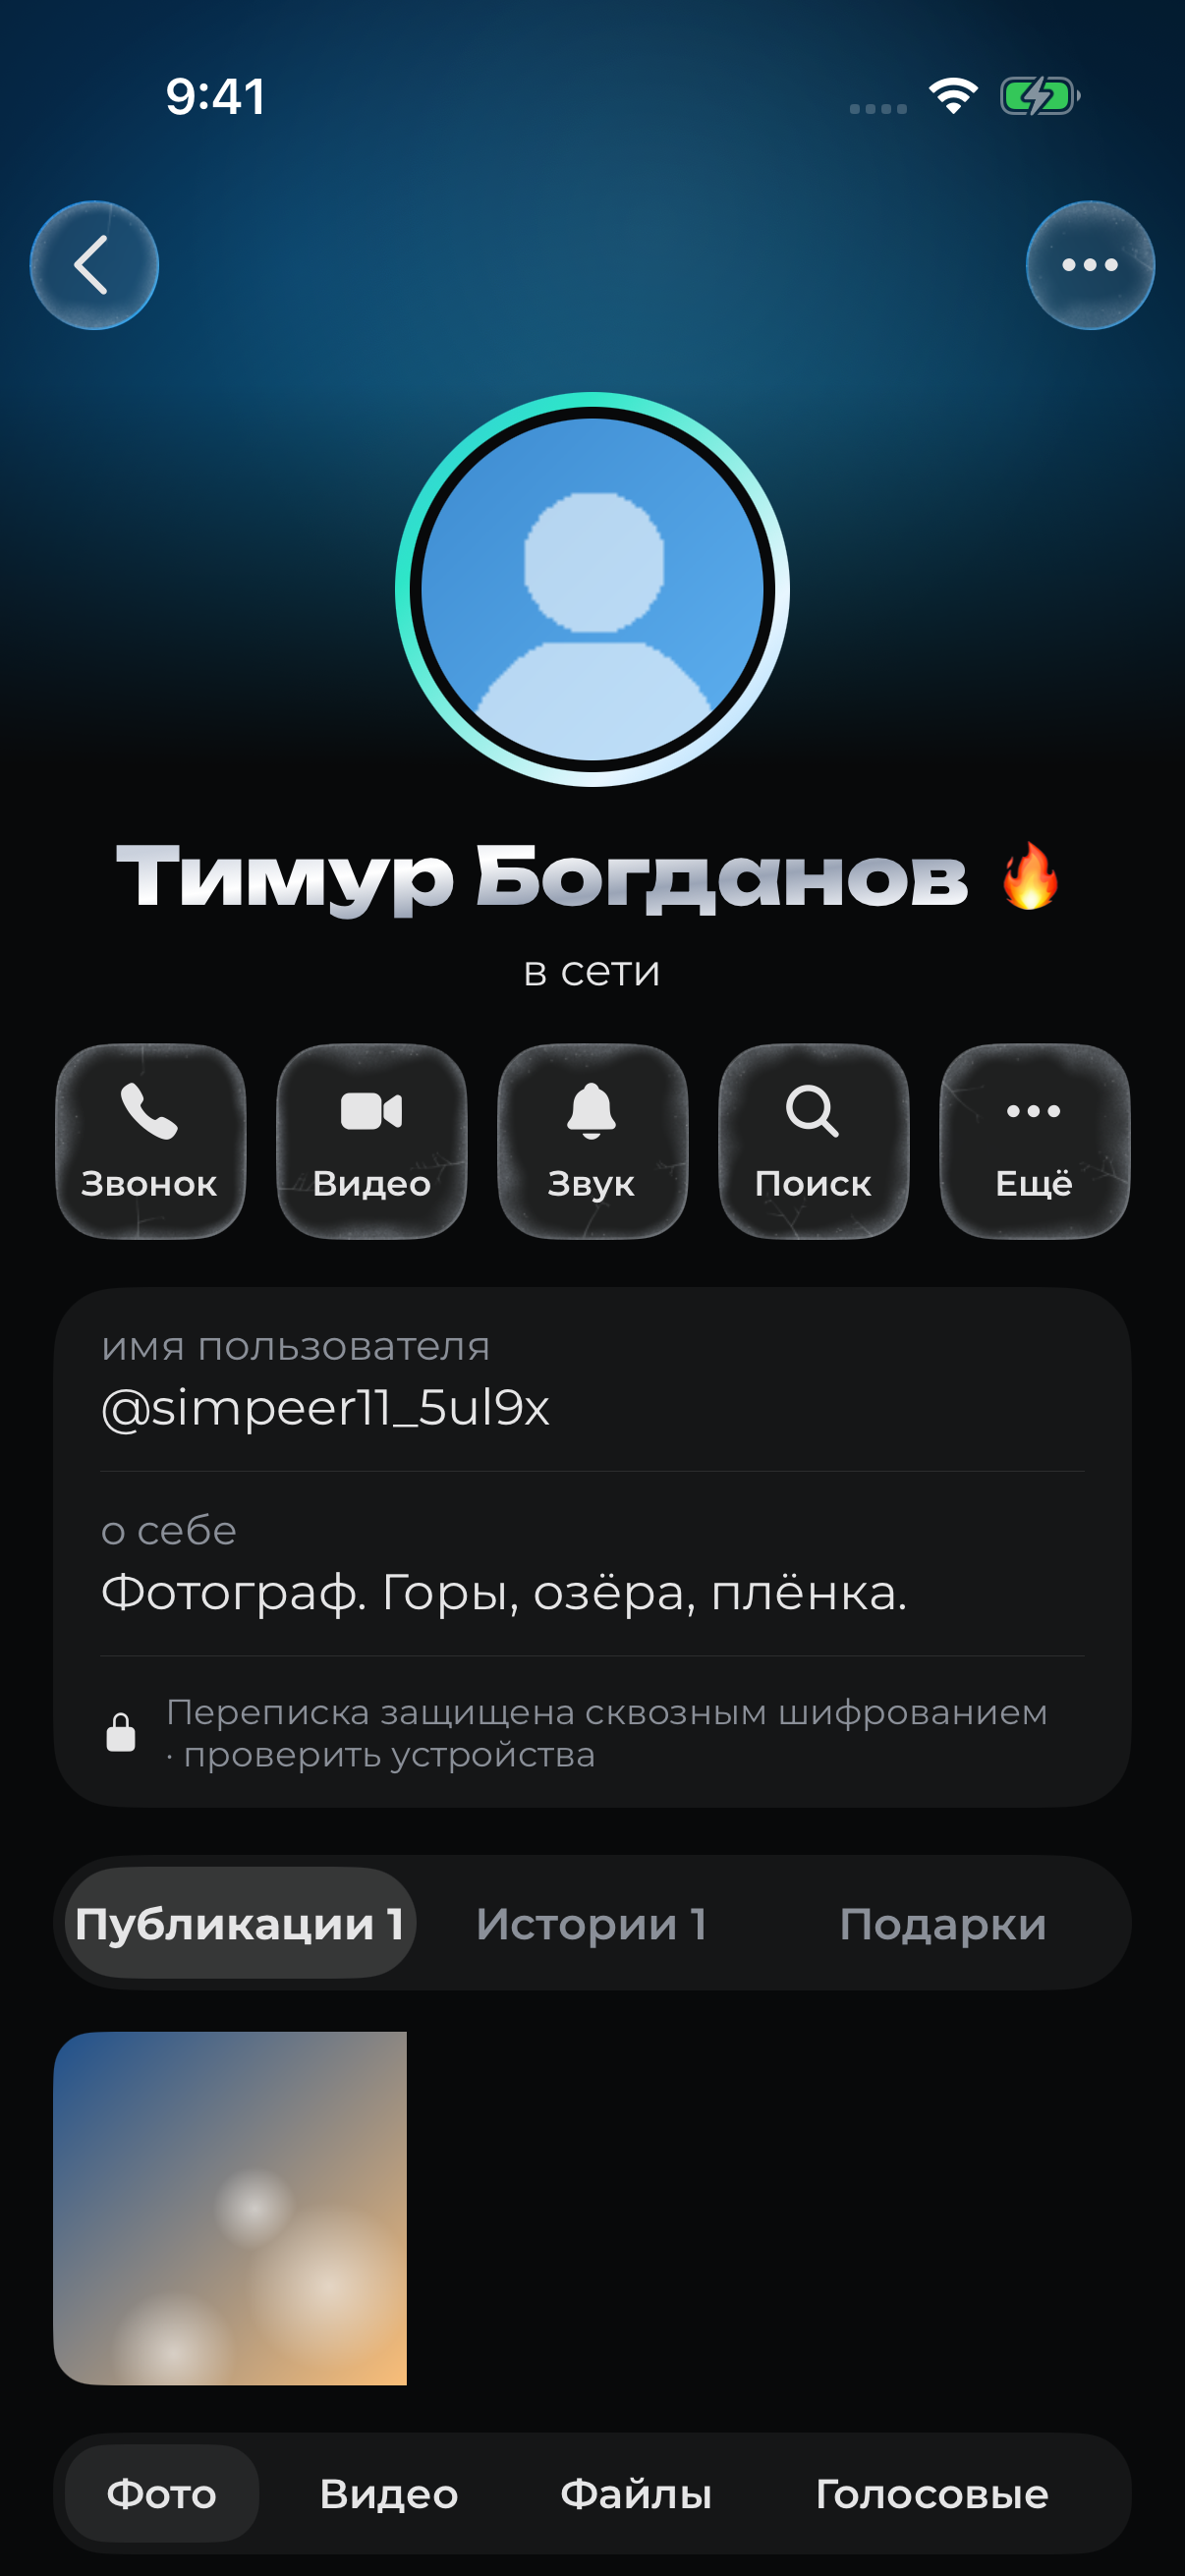 9:41
Тимур Богданов 🔥
в сети
Звонок
Видео
Звук
Поиск
Ещё
имя пользователя
@simpeer11_5ul9x
о себе
Фотограф. Горы, озёра, плёнка.
Переписка защищена сквозным шифрованием
· проверить устройства
Публикации 1
Истории 1
Подарки
Фото
Видео
Файлы
Голосовые